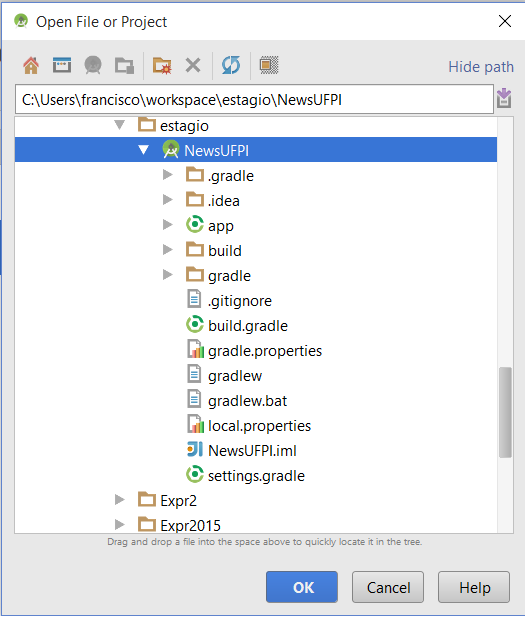 Open File or Project
Hide path
C:\Users\francisco\workspace\estagio\NewsUFPI
estagio
NewsUFPI
.gradle
.idea
app
build
gradle
.gitignore
build.gradle
gradle.properties
gradlew
gradlew.bat
local.properties
NewsUFPI.iml
settings.gradle
Expr2
Expr2015
Drag and drop a file into the space above to quickly locate it in the tree.
OK Cancel Help